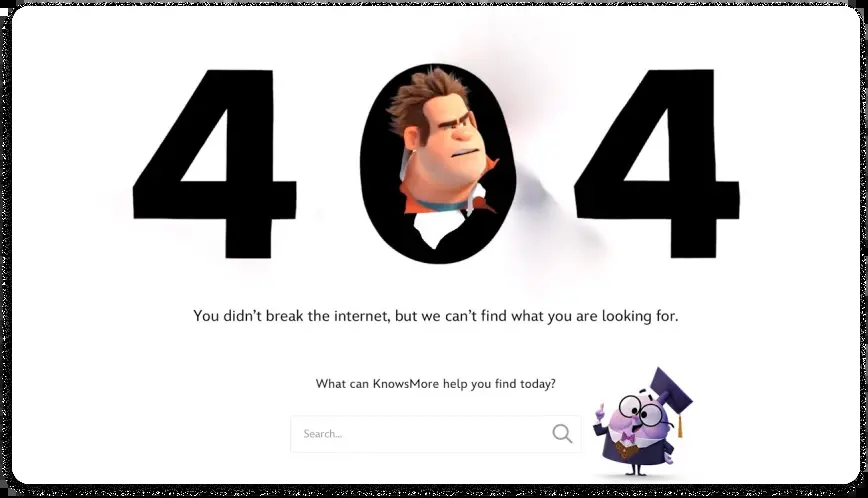 404
You didn’t break the internet, but we can’t find what you are looking for.
What can KnowsMore help you find today?
Search...